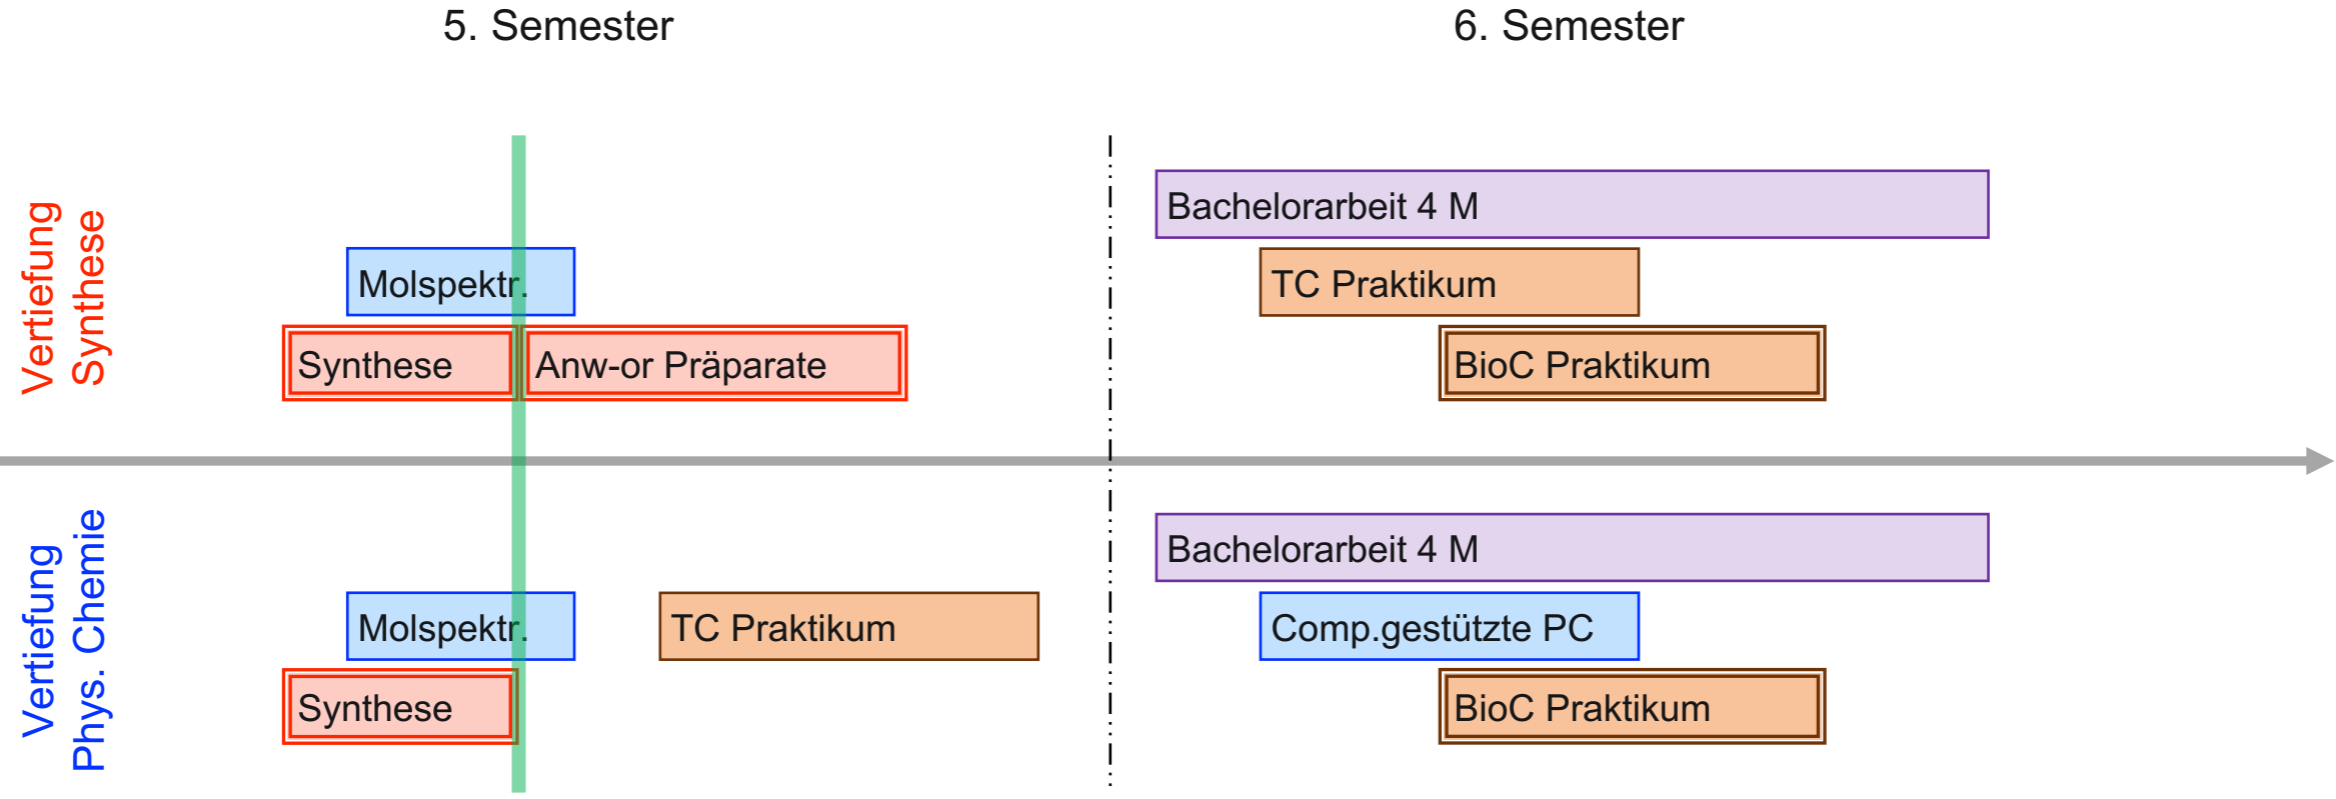 5. Semester
6. Semester
Vertiefung
Synthese
Bachelorarbeit 4 M
Molspektr.
TC Praktikum
Synthese
Anw-or Präparate
BioC Praktikum
Vertiefung
Phys. Chemie
Bachelorarbeit 4 M
Molspektr.
TC Praktikum
Comp.gestützte PC
Synthese
BioC Praktikum